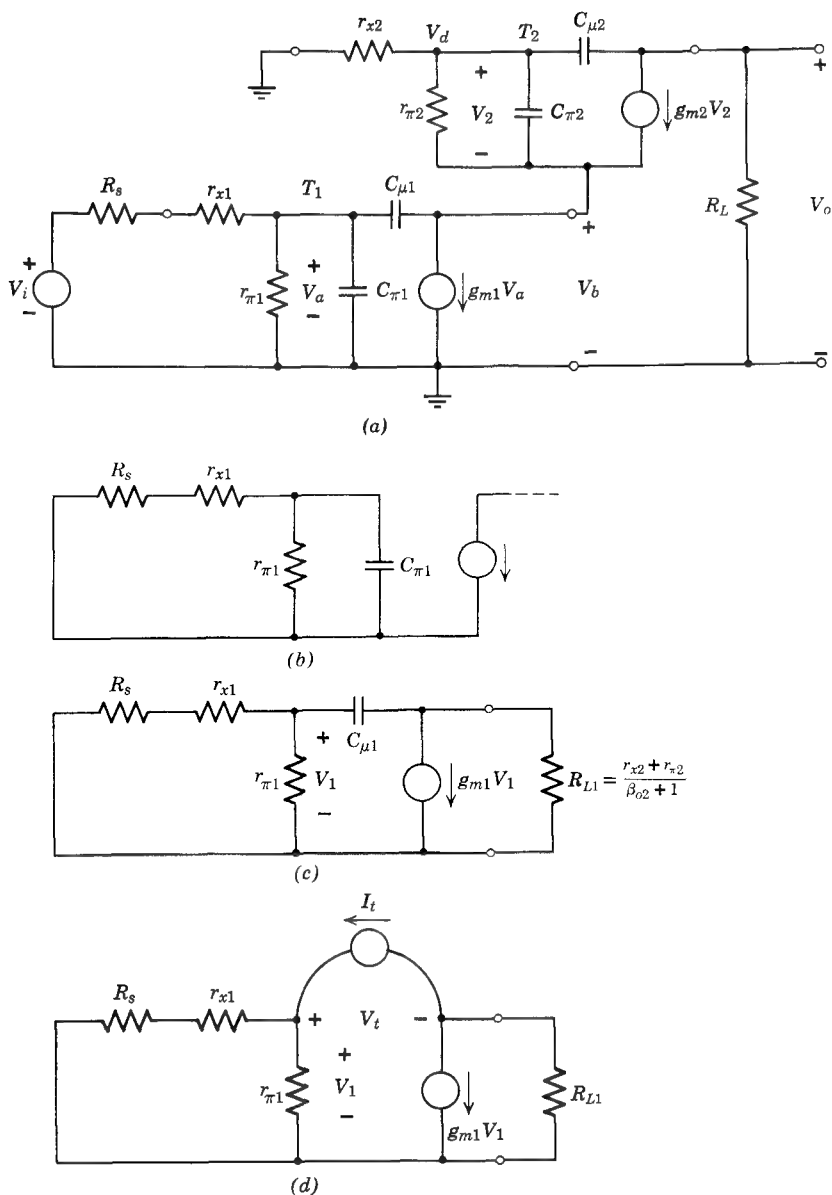 r_{x2} V_d T_2 C_{μ2}
+ +
r_{π2} V_2 C_{π2} g_{m2}V_2
−
R_s r_{x1} T_1 C_{μ1} R_L V_o
+
+ +
V_i r_{π1} V_a C_{π1} g_{m1}V_a V_b
− −
− −
(a)
R_s r_{x1}
r_{π1} C_{π1}
(b)
R_s r_{x1}
+ C_{μ1}
r_{π1} V_1 g_{m1}V_1 R_{L1} = \frac{r_{x2} + r_{π2}}{β_{o2} + 1}
−
(c)
I_t
R_s r_{x1}
+ V_t −
+
r_{π1} V_1 R_{L1}
−
g_{m1}V_1
(d)